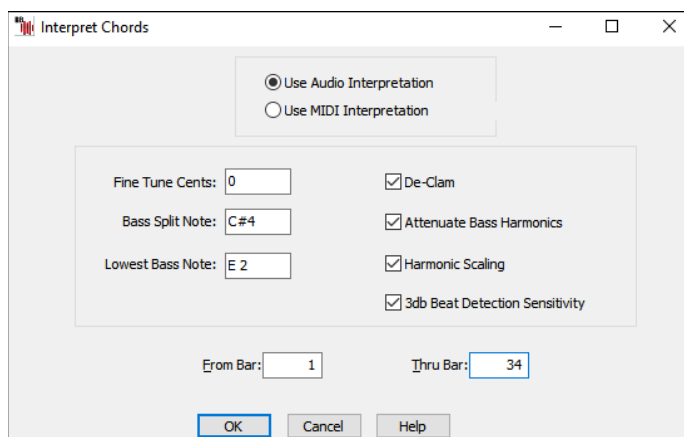 Interpret Chords
Use Audio Interpretation
Use MIDI Interpretation
Fine Tune Cents: 0
De-Clam
Bass Split Note: C#4
Attenuate Bass Harmonics
Lowest Bass Note: E 2
Harmonic Scaling
3db Beat Detection Sensitivity
From Bar: 1
Thru Bar: 34
OK
Cancel
Help